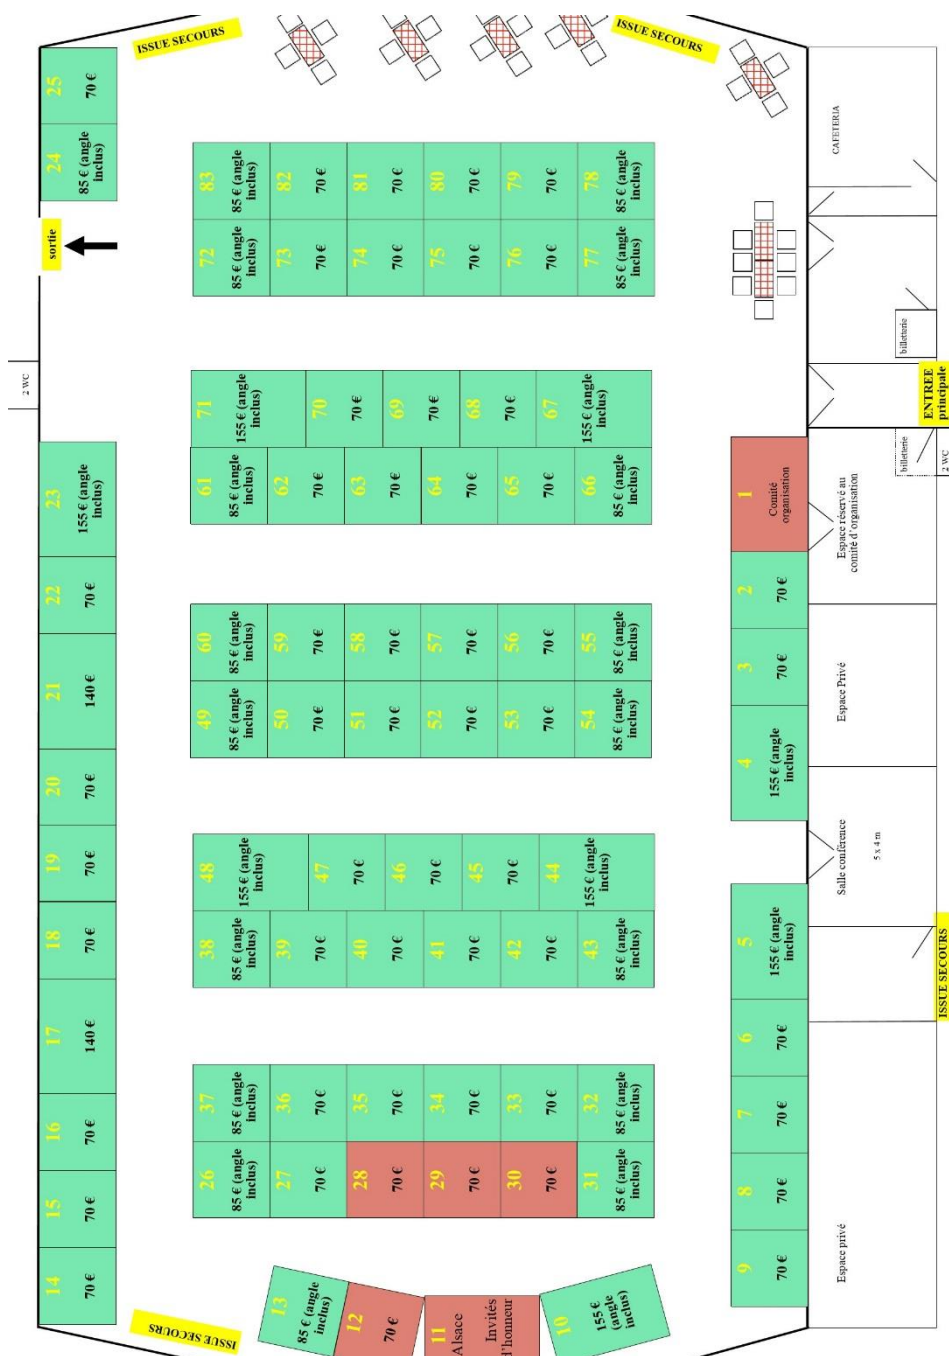 ISSUE SECOURS
ISSUE SECOURS
25
70 €
24
85 € (angle
inclus)
sortie
2 WC
23
155 € (angle
inclus)
22
70 €
21
140 €
20
70 €
19
70 €
18
70 €
17
140 €
16
70 €
15
70 €
14
70 €
ISSUE SECOURS
83
85 € (angle
inclus)
82
70 €
81
70 €
80
70 €
79
70 €
78
85 € (angle
inclus)
72
85 € (angle
inclus)
73
70 €
74
70 €
75
70 €
76
70 €
77
85 € (angle
inclus)
71
155 € (angle
inclus)
70
70 €
69
70 €
68
70 €
67
155 € (angle
inclus)
61
85 € (angle
inclus)
62
70 €
63
70 €
64
70 €
65
70 €
66
85 € (angle
inclus)
60
85 € (angle
inclus)
59
70 €
58
70 €
57
70 €
56
70 €
55
85 € (angle
inclus)
49
85 € (angle
inclus)
50
70 €
51
70 €
52
70 €
53
70 €
54
85 € (angle
inclus)
48
155 € (angle
inclus)
47
70 €
46
70 €
45
70 €
44
155 € (angle
inclus)
38
85 € (angle
inclus)
39
70 €
40
70 €
41
70 €
42
70 €
43
85 € (angle
inclus)
37
85 € (angle
inclus)
36
70 €
35
70 €
34
70 €
33
70 €
32
85 € (angle
inclus)
26
85 € (angle
inclus)
27
70 €
28
70 €
29
70 €
30
70 €
31
85 € (angle
inclus)
13
85 € (angle
inclus)
12
70 €
11
Alsace
Invités
d'honneur
10
155 €
(angle
inclus)
1
Comité
organisation
2
70 €
3
70 €
4
155 € (angle
inclus)
5
155 € (angle
inclus)
6
70 €
7
70 €
8
70 €
9
70 €
CAFETERIA
billetterie
ENTREE
principale
billetterie
2 WC
Espace réservé au
comité d'organisation
Espace Privé
Salle conférence
5 x 4 m
ISSUE SECOURS
Espace privé